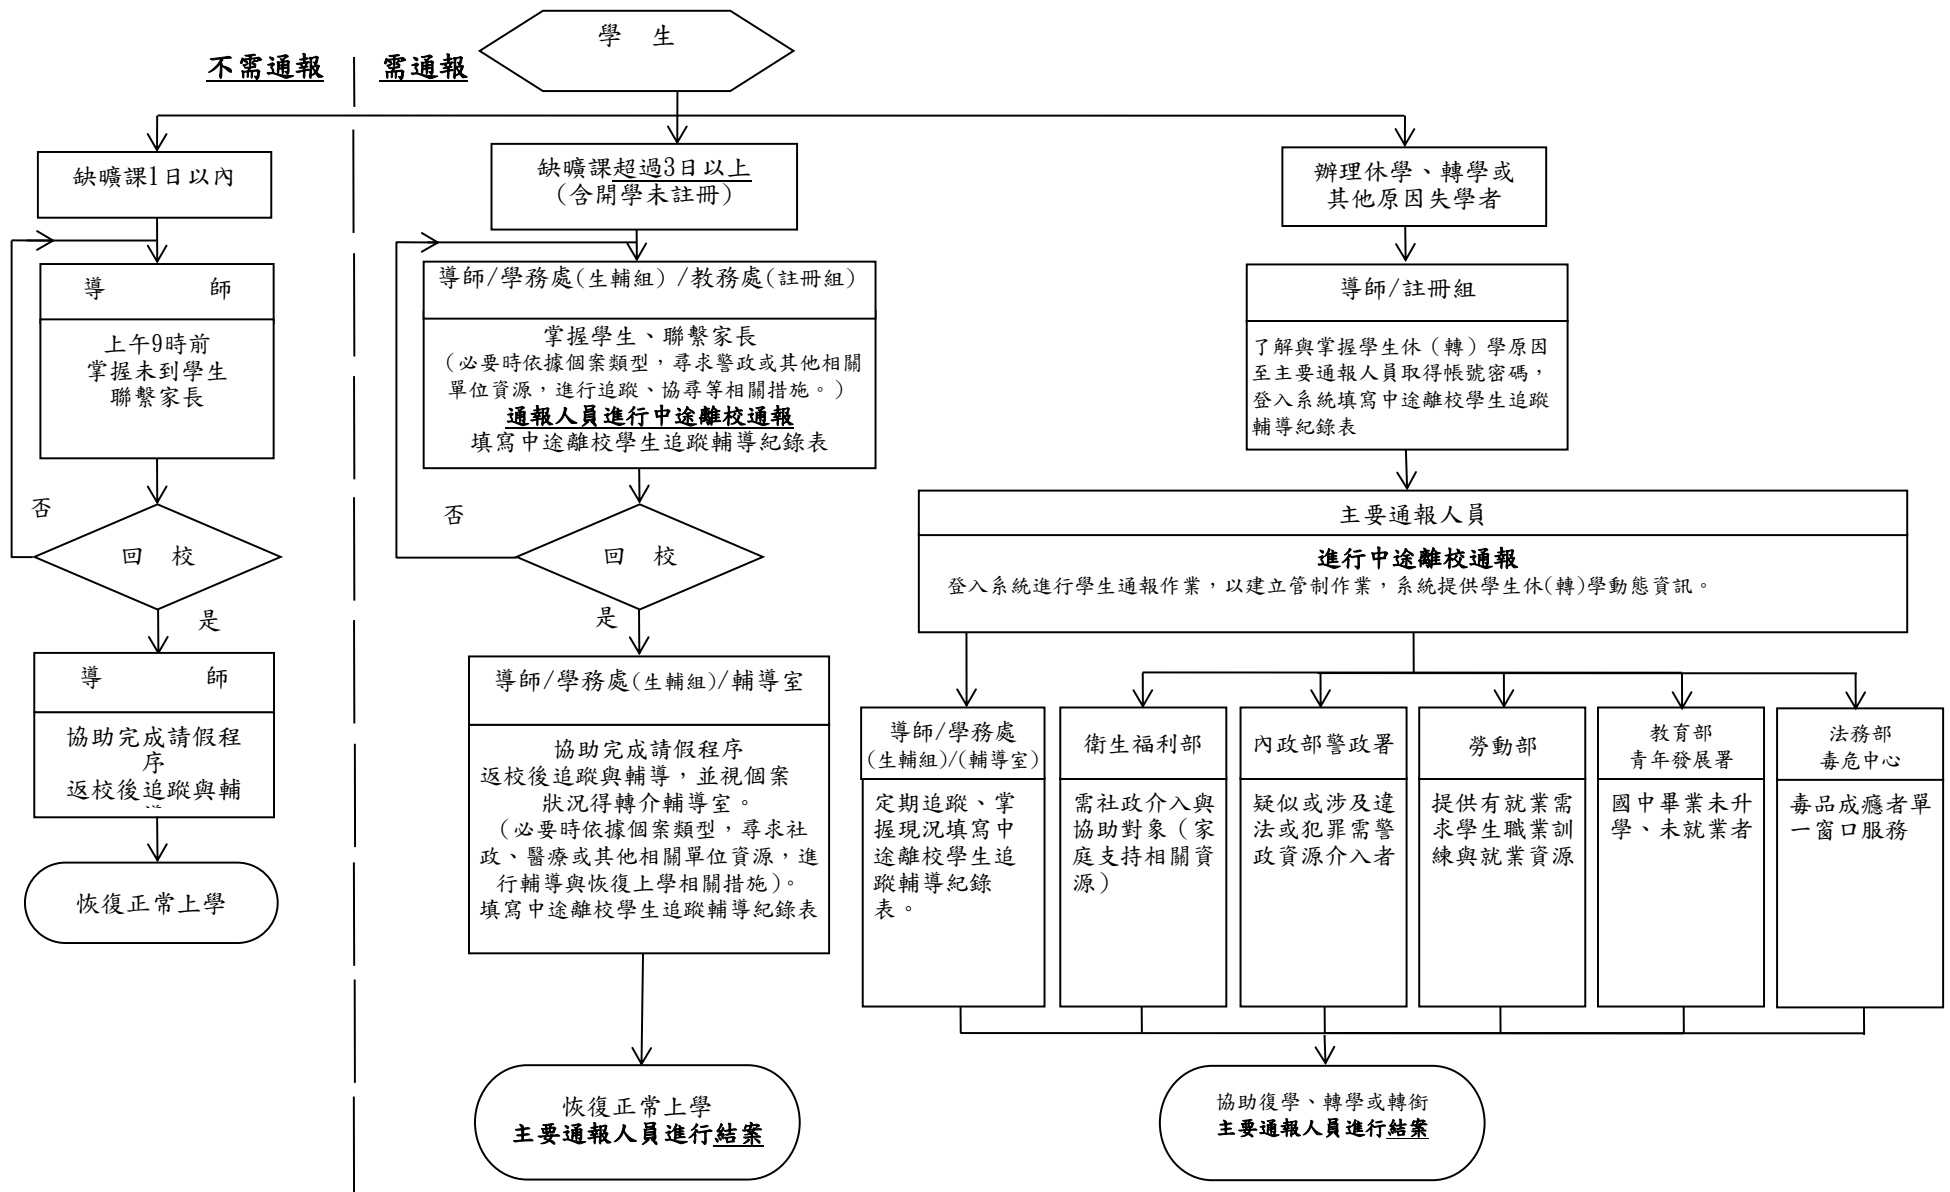 學 生
不需通報
需通報
缺曠課1日以內
導 師
上午9時前
掌握未到學生
聯繫家長
否
回 校
是
導 師
協助完成請假程
序
返校後追蹤與輔
恢復正常上學
缺曠課超過3日以上
(含開學未註冊)
導師/學務處(生輔組) /教務處(註冊組)
掌握學生、聯繫家長
(必要時依據個案類型,尋求警政或其他相關
單位資源,進行追蹤、協尋等相關措施。)
通報人員進行中途離校通報
填寫中途離校學生追蹤輔導紀錄表
否
回 校
是
導師/學務處(生輔組)/輔導室
協助完成請假程序
返校後追蹤與輔導,並視個案
狀況得轉介輔導室。
(必要時依據個案類型,尋求社
政、醫療或其他相關單位資源,進
行輔導與恢復上學相關措施)。
填寫中途離校學生追蹤輔導紀錄表
恢復正常上學
主要通報人員進行結案
辦理休學、轉學或
其他原因失學者
導師/註冊組
了解與掌握學生休(轉)學原因
至主要通報人員取得帳號密碼,
登入系統填寫中途離校學生追蹤
輔導紀錄表
主要通報人員
進行中途離校通報
登入系統進行學生通報作業,以建立管制作業,系統提供學生休(轉)學動態資訊。
導師/學務處
(生輔組)/(輔導室)
定期追蹤、掌
握現況填寫中
途離校學生追
蹤輔導紀錄
表。
衛生福利部
需社政介入與
協助對象(家
庭支持相關資
源)
內政部警政署
疑似或涉及違
法或犯罪需警
政資源介入者
勞動部
提供有就業需
求學生職業訓
練與就業資源
教育部
青年發展署
國中畢業未升
學、未就業者
法務部
毒危中心
毒品成癮者單
一窗口服務
協助復學、轉學或轉銜
主要通報人員進行結案